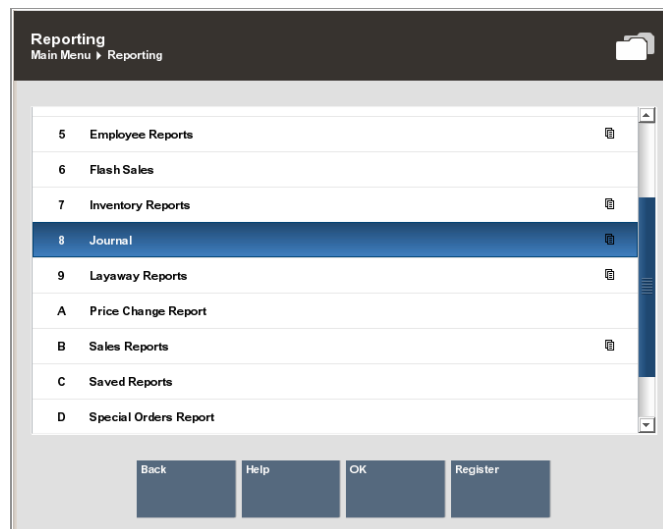 Reporting
Main Menu ▸ Reporting
5 Employee Reports
6 Flash Sales
7 Inventory Reports
8 Journal
9 Layaway Reports
A Price Change Report
B Sales Reports
C Saved Reports
D Special Orders Report
Back Help OK Register